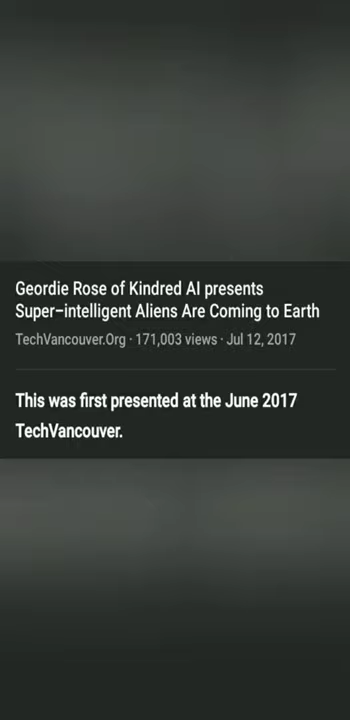 Geordie Rose of Kindred AI presents
Super-intelligent Aliens Are Coming to Earth
TechVancouver.Org · 171,003 views · Jul 12, 2017
This was first presented at the June 2017
TechVancouver.